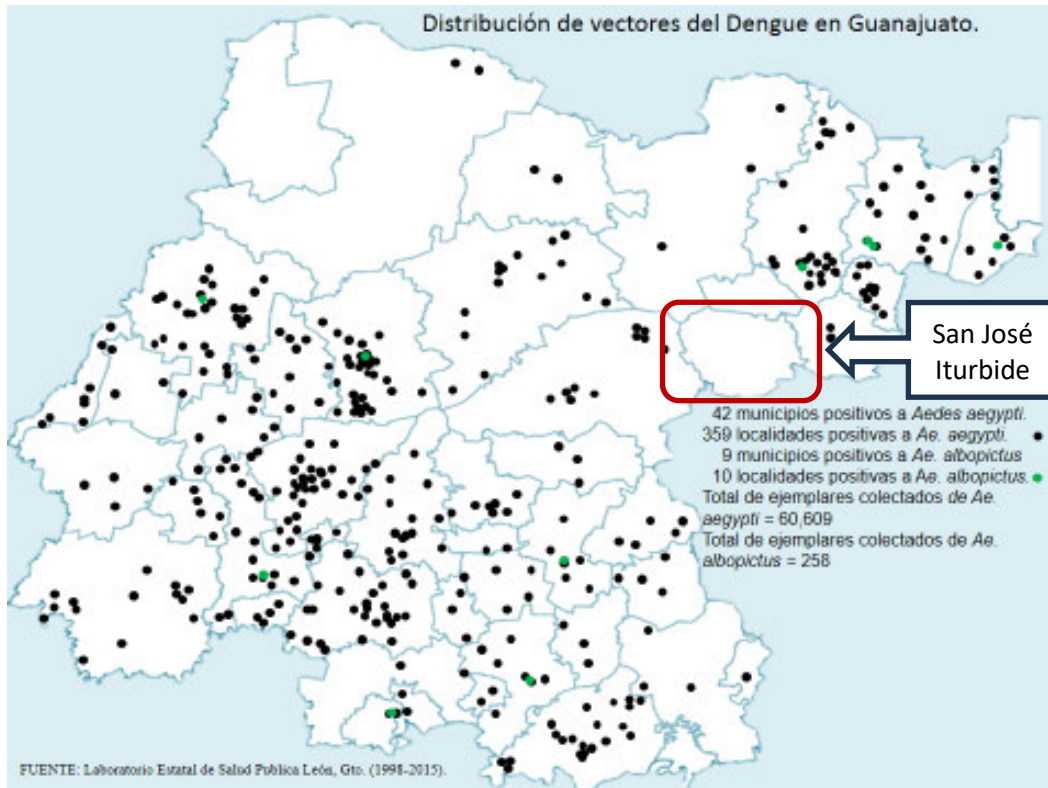 Distribución de vectores del Dengue en Guanajuato.
San José
Iturbide
42 municipios positivos a Aedes aegypti.
359 localidades positivas a Ae. aegypti.
9 municipios positivos a Ae. albopictus
10 localidades positivas a Ae. albopictus.
Total de ejemplares colectados de Ae.
aegypti = 60,609
Total de ejemplares colectados de Ae.
albopictus = 258
FUENTE: Laboratorio Estatal de Salud Publica León, Gto. (1998-2015).